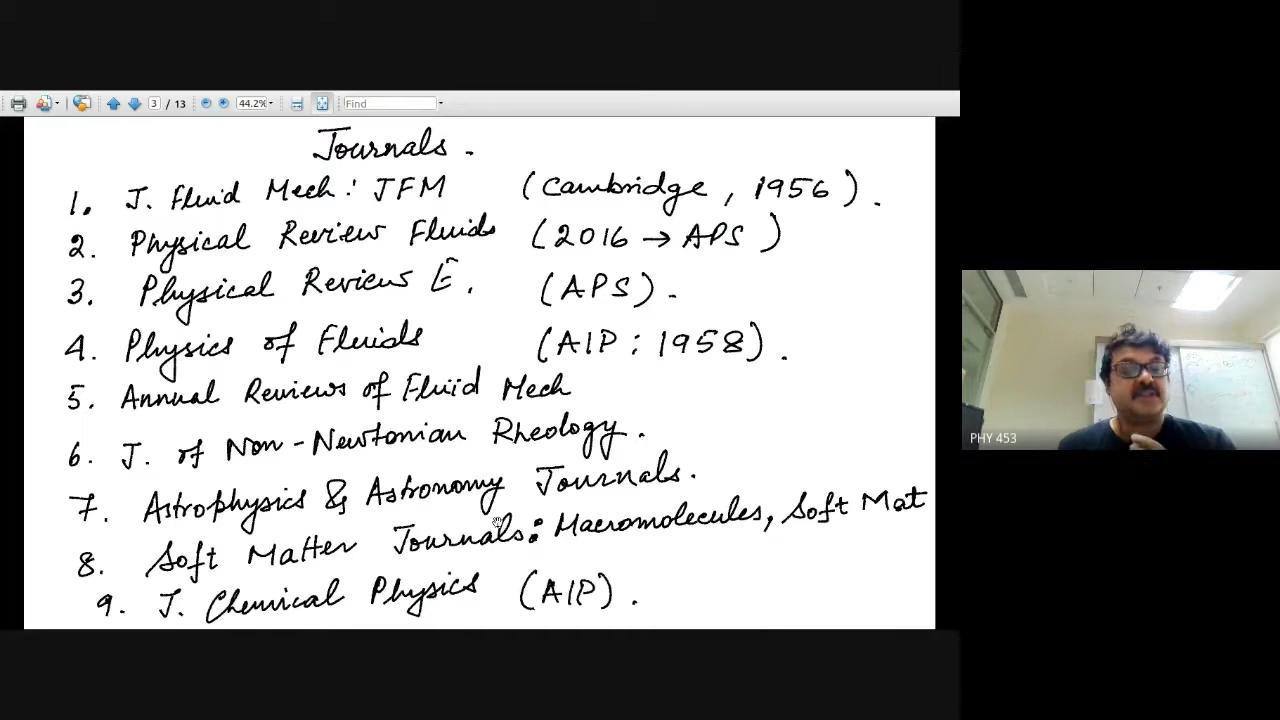 3 / 13
44.2%
Find
Journals.
1. J. Fluid Mech: JFM (Cambridge, 1956).
2. Physical Review Fluids (2016 → APS)
3. Physical Review E. (APS).
4. Physics of Fluids (AIP: 1958).
5. Annual Reviews of Fluid Mech
6. J. of Non-Newtonian Rheology.
7. Astrophysics & Astronomy Journals.
8. Soft Matter Journals: Macromolecules, Soft Mat
9. J. Chemical Physics (AIP).
PHY 453